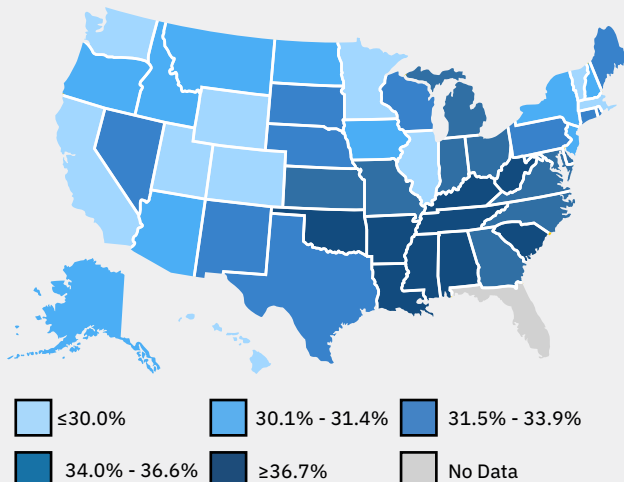 ≤30.0%
30.1% - 31.4%
31.5% - 33.9%
34.0% - 36.6%
≥36.7%
No Data